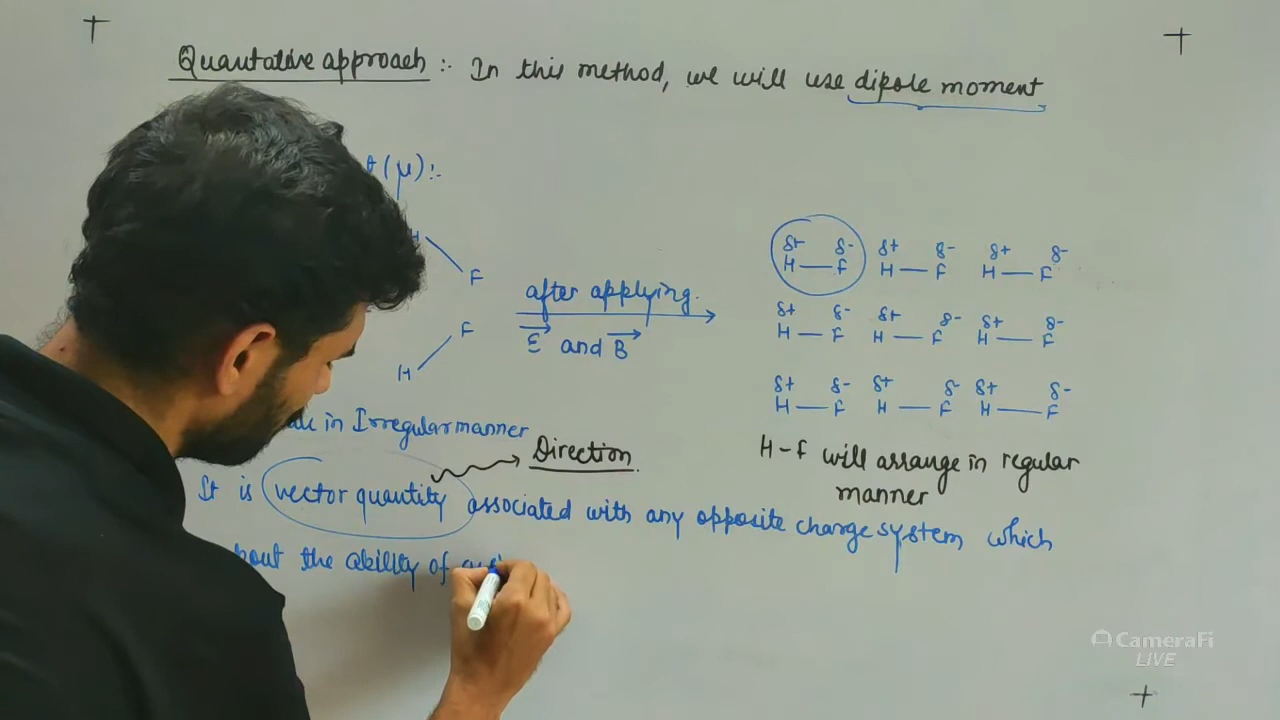 Quantative approach :- In this method, we will use dipole moment
(μ) :-
H F
after applying
E and B
H F
δ+ δ- δ+ δ- δ+ δ-
H — F H — F H — F
δ+ δ- δ+ δ- δ+ δ-
H — F H — F H — F
δ+ δ- δ+ δ- δ+ δ-
H — F H — F H — F
in Irregular manner
Direction
H - F will arrange in regular
manner
It is vector quantity associated with any opposite charge system which
the ability of
CameraFi
LIVE